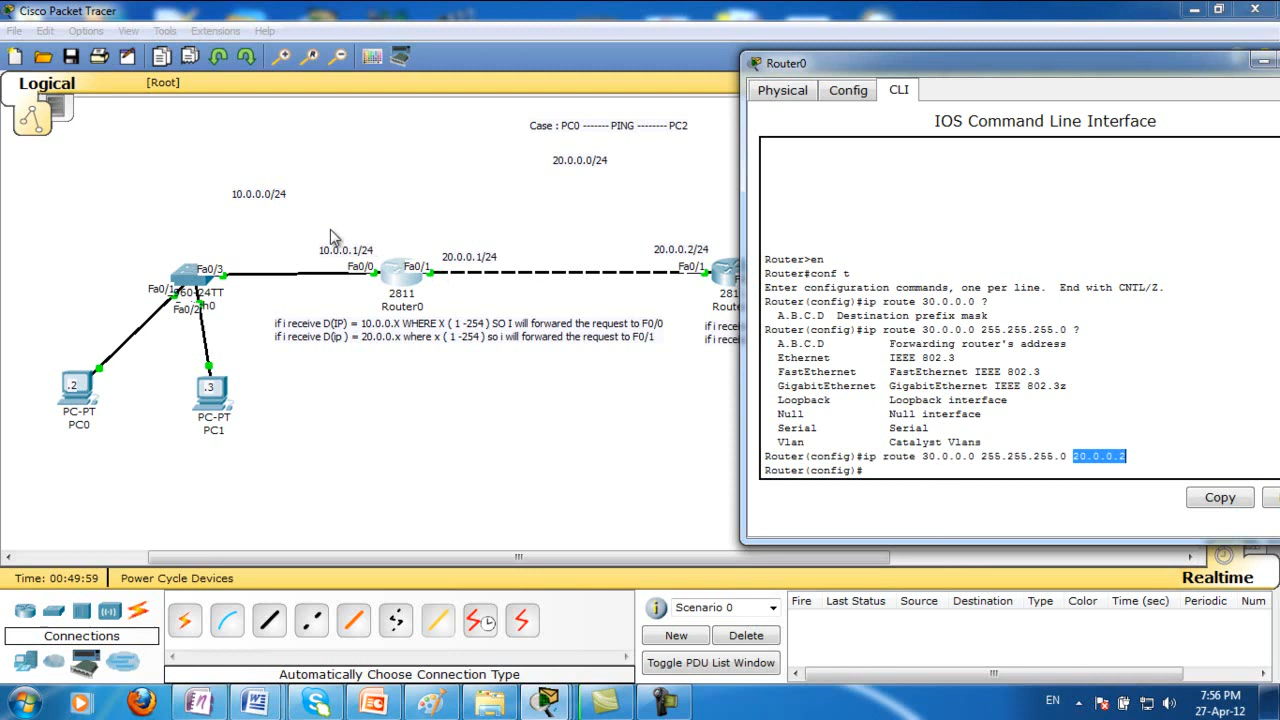 Cisco Packet Tracer
File Edit Options View Tools Extensions Help
Logical
[Root]
Case : PC0 ------- PING -------- PC2
20.0.0.0/24
10.0.0.0/24
10.0.0.1/24
20.0.0.1/24
20.0.0.2/24
Fa0/3
Fa0/0
Fa0/1
Fa0/1
Fa0/1
Fa0/2
2811
Router0
if i receive D(IP) = 10.0.0.X WHERE X ( 1 -254 ) SO I will forwarded the request to F0/0
if i receive D(ip ) = 20.0.0.x where x ( 1 -254 ) so i will forwarded the request to F0/1
if i rece
if i rece
.2
PC-PT
PC0
.3
PC-PT
PC1
Router0
Physical Config CLI
IOS Command Line Interface
Router>en
Router#conf t
Enter configuration commands, one per line. End with CNTL/Z.
Router(config)#ip route 30.0.0.0 ?
A.B.C.D Destination prefix mask
Router(config)#ip route 30.0.0.0 255.255.255.0 ?
A.B.C.D Forwarding router's address
Ethernet IEEE 802.3
FastEthernet FastEthernet IEEE 802.3
GigabitEthernet GigabitEthernet IEEE 802.3z
Loopback Loopback interface
Null Null interface
Serial Serial
Vlan Catalyst Vlans
Router(config)#ip route 30.0.0.0 255.255.255.0 20.0.0.2
Router(config)#
Copy
Time: 00:49:59 Power Cycle Devices
Realtime
Connections
Automatically Choose Connection Type
Scenario 0
New Delete
Toggle PDU List Window
Fire Last Status Source Destination Type Color Time (sec) Periodic Num
EN
7:56 PM
27-Apr-12